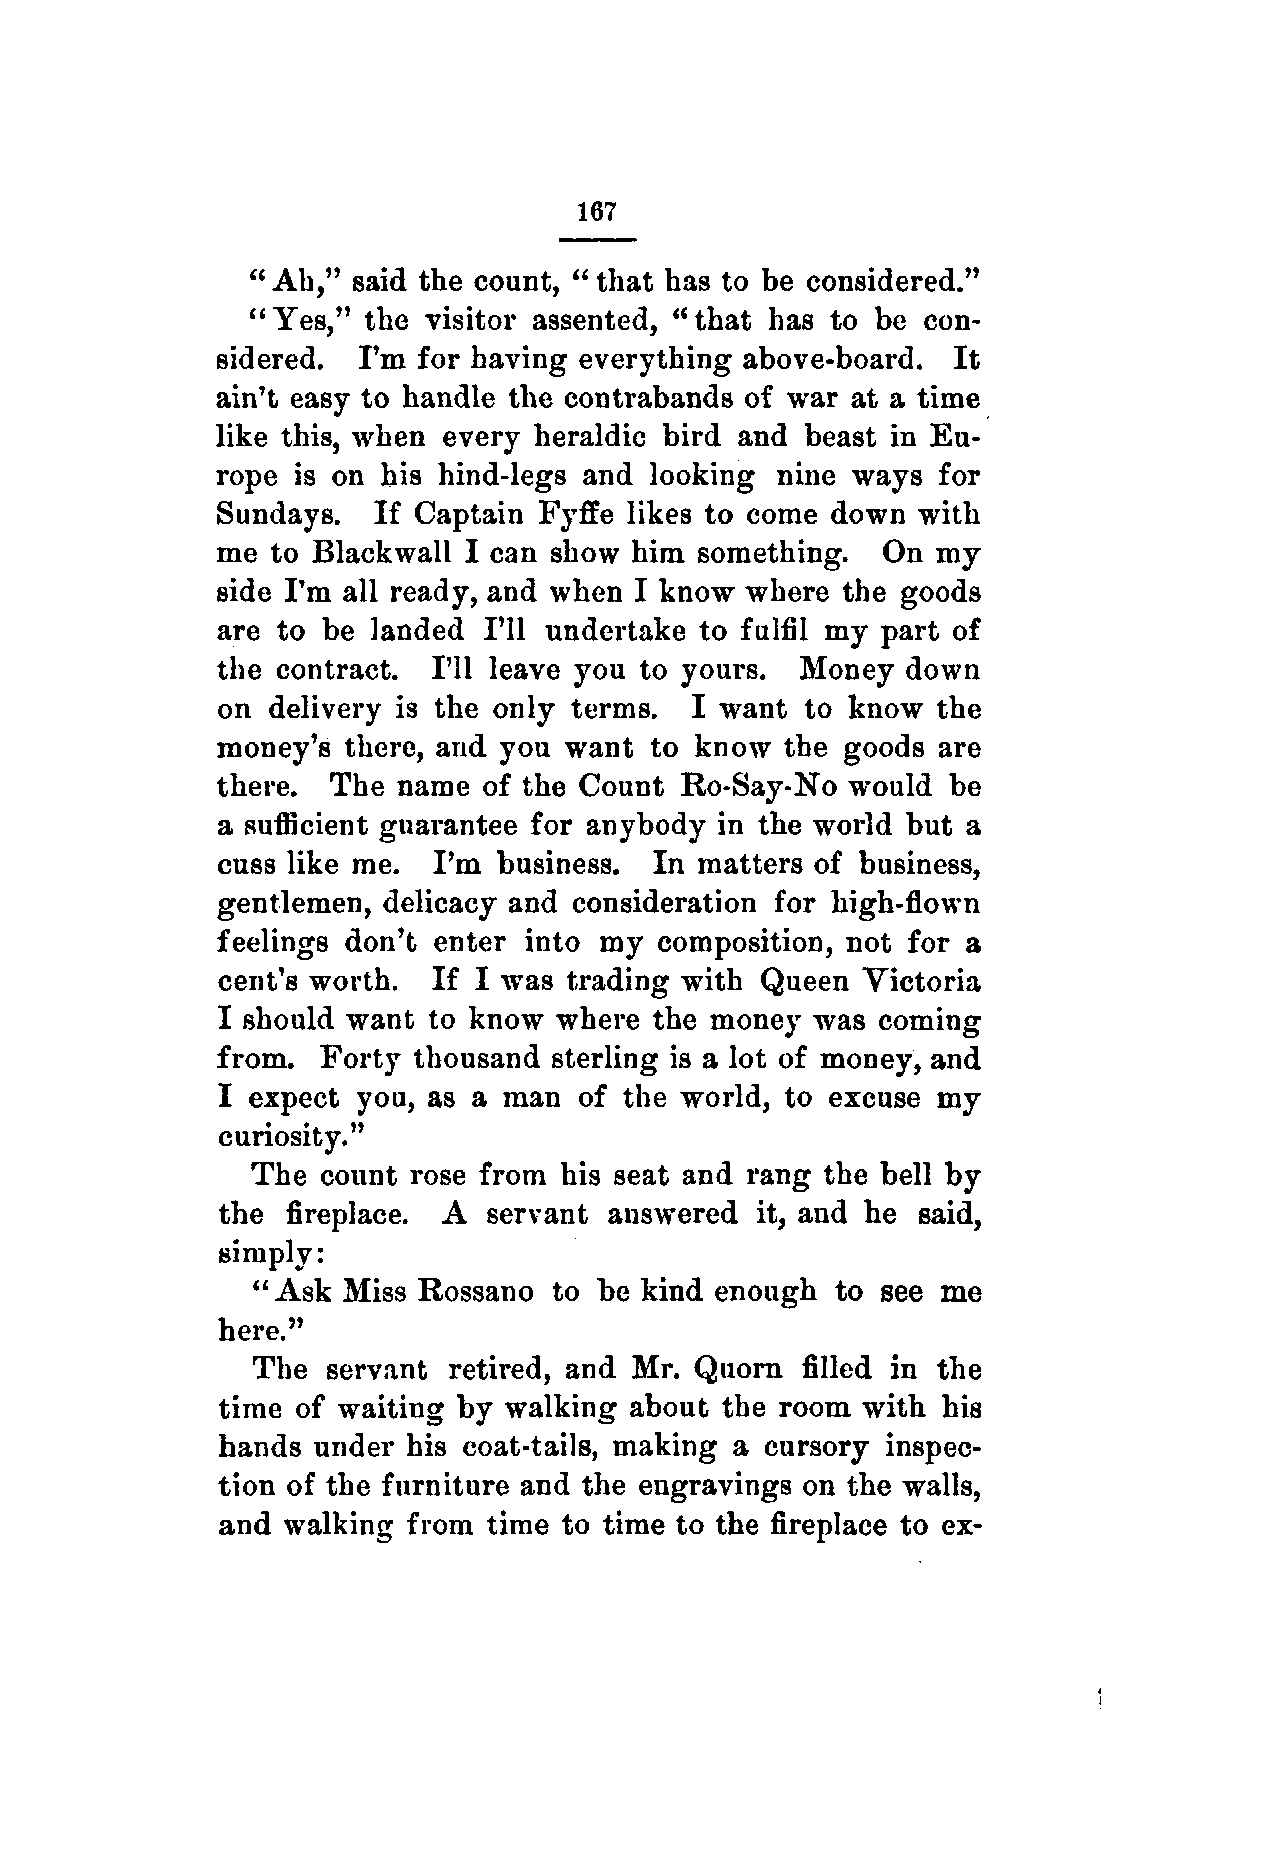 167
“Ah,” said the count, “that has to be considered.”
“Yes,” the visitor assented, “that has to be con-
sidered. I’m for having everything above-board. It
ain’t easy to handle the contrabands of war at a time
like this, when every heraldic bird and beast in Eu-
rope is on his hind-legs and looking nine ways for
Sundays. If Captain Fyffe likes to come down with
me to Blackwall I can show him something. On my
side I’m all ready, and when I know where the goods
are to be landed I’ll undertake to fulfil my part of
the contract. I’ll leave you to yours. Money down
on delivery is the only terms. I want to know the
money’s there, and you want to know the goods are
there. The name of the Count Ro-Say-No would be
a sufficient guarantee for anybody in the world but a
cuss like me. I’m business. In matters of business,
gentlemen, delicacy and consideration for high-flown
feelings don’t enter into my composition, not for a
cent’s worth. If I was trading with Queen Victoria
I should want to know where the money was coming
from. Forty thousand sterling is a lot of money, and
I expect you, as a man of the world, to excuse my
curiosity.”
The count rose from his seat and rang the bell by
the fireplace. A servant answered it, and he said,
simply:
“Ask Miss Rossano to be kind enough to see me
here.”
The servant retired, and Mr. Quorn filled in the
time of waiting by walking about the room with his
hands under his coat-tails, making a cursory inspec-
tion of the furniture and the engravings on the walls,
and walking from time to time to the fireplace to ex-